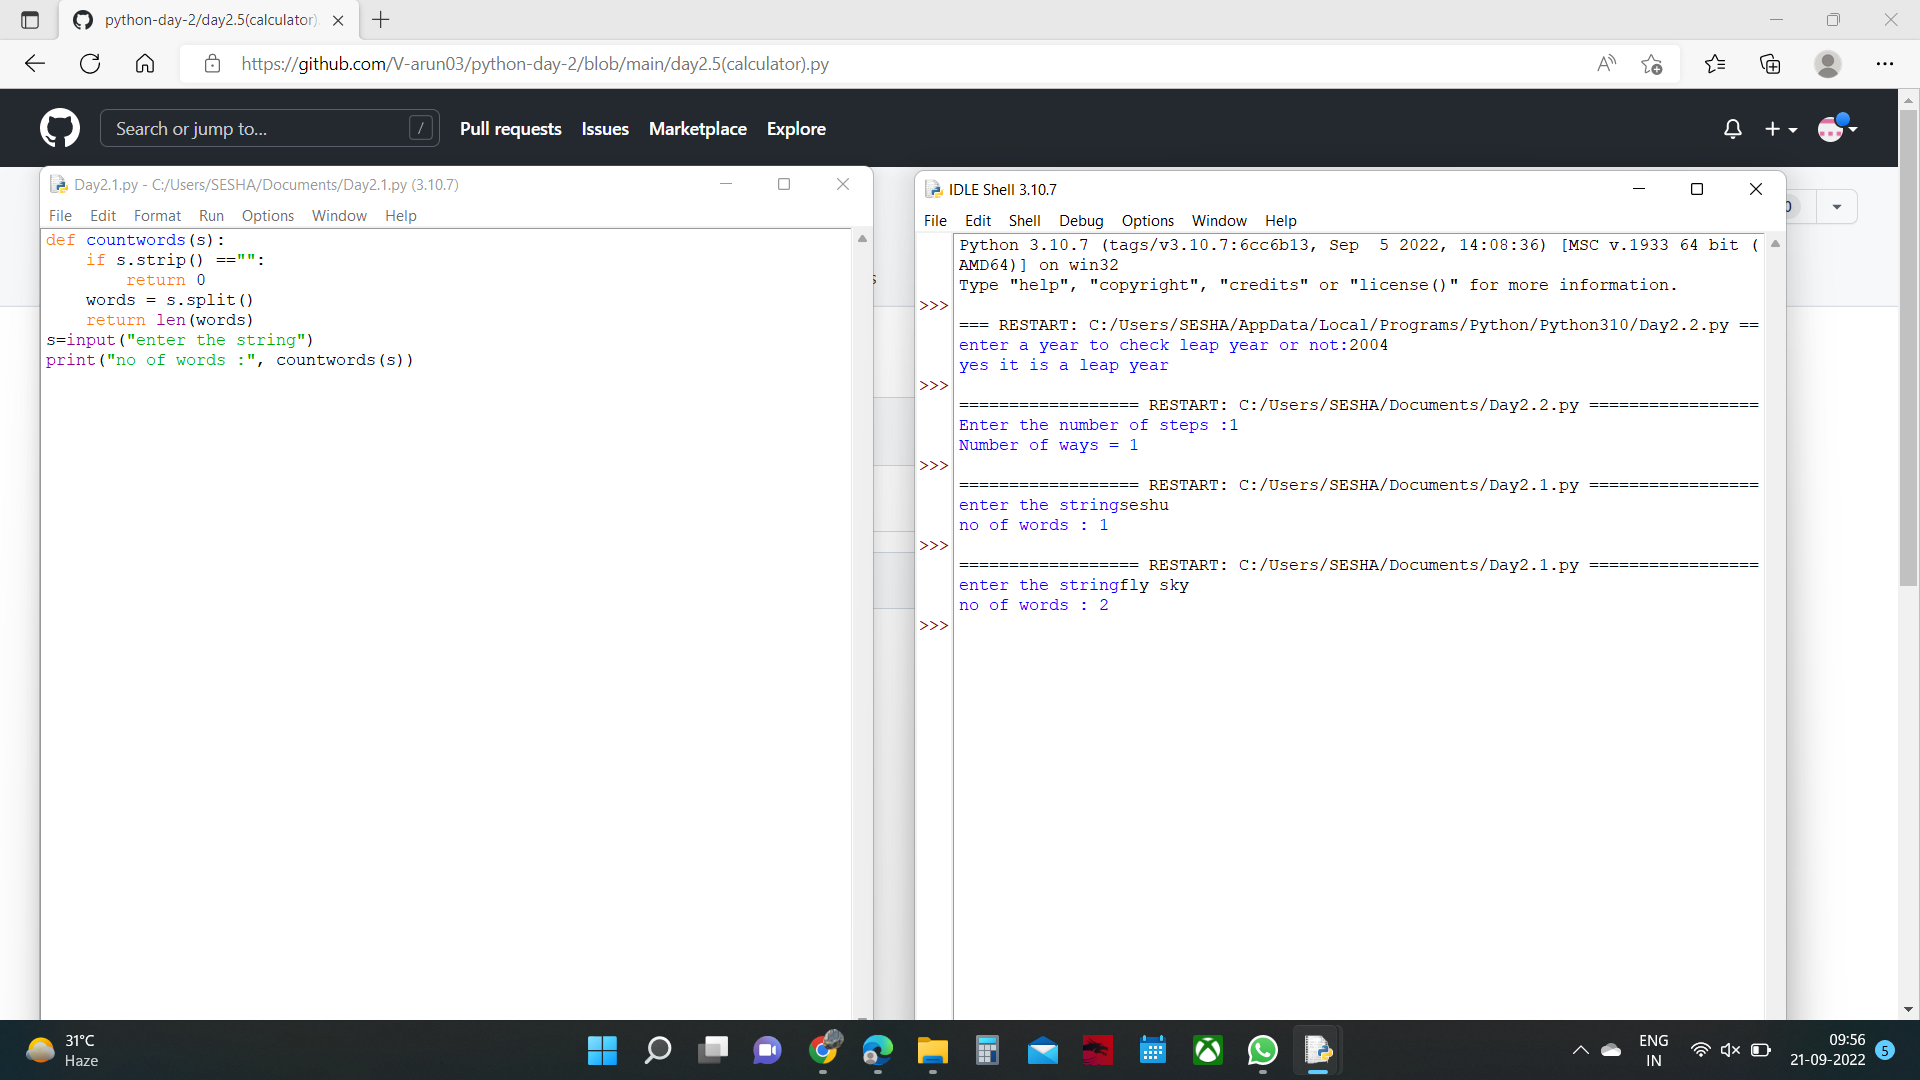 python-day-2/day2.5(calculator)
https://github.com/V-arun03/python-day-2/blob/main/day2.5(calculator).py
Search or jump to...
/
Pull requests Issues Marketplace Explore
Day2.1.py - C:/Users/SESHA/Documents/Day2.1.py (3.10.7)
File Edit Format Run Options Window Help
def countwords(s):
    if s.strip() =="":
        return 0
    words = s.split()
    return len(words)
s=input("enter the string")
print("no of words :", countwords(s))
IDLE Shell 3.10.7
File Edit Shell Debug Options Window Help
Python 3.10.7 (tags/v3.10.7:6cc6b13, Sep  5 2022, 14:08:36) [MSC v.1933 64 bit (
AMD64)] on win32
Type "help", "copyright", "credits" or "license()" for more information.
>>>
=== RESTART: C:/Users/SESHA/AppData/Local/Programs/Python/Python310/Day2.2.py ==
enter a year to check leap year or not:2004
yes it is a leap year
>>>
================== RESTART: C:/Users/SESHA/Documents/Day2.2.py =================
Enter the number of steps :1
Number of ways = 1
>>>
================== RESTART: C:/Users/SESHA/Documents/Day2.1.py =================
enter the stringseshu
no of words : 1
>>>
================== RESTART: C:/Users/SESHA/Documents/Day2.1.py =================
enter the stringfly sky
no of words : 2
>>>
31°C
Haze
ENG
IN
09:56
21-09-2022
5